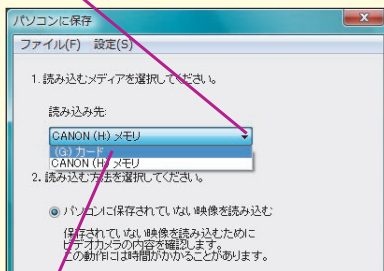 パソコンに保存
ファイル(F) 設定(S)
1. 読み込むメディアを選択してください。
読み込み先:
CANON (H:) メモリ
(G:) カード
CANON (H:) メモリ
2. 読み込む方法を選択してください。
パソコンに保存されていない映像を読み込む
保存されていない映像を読み込むために
ビデオカメラの内容を確認します。
この動作には時間がかかることがあります。